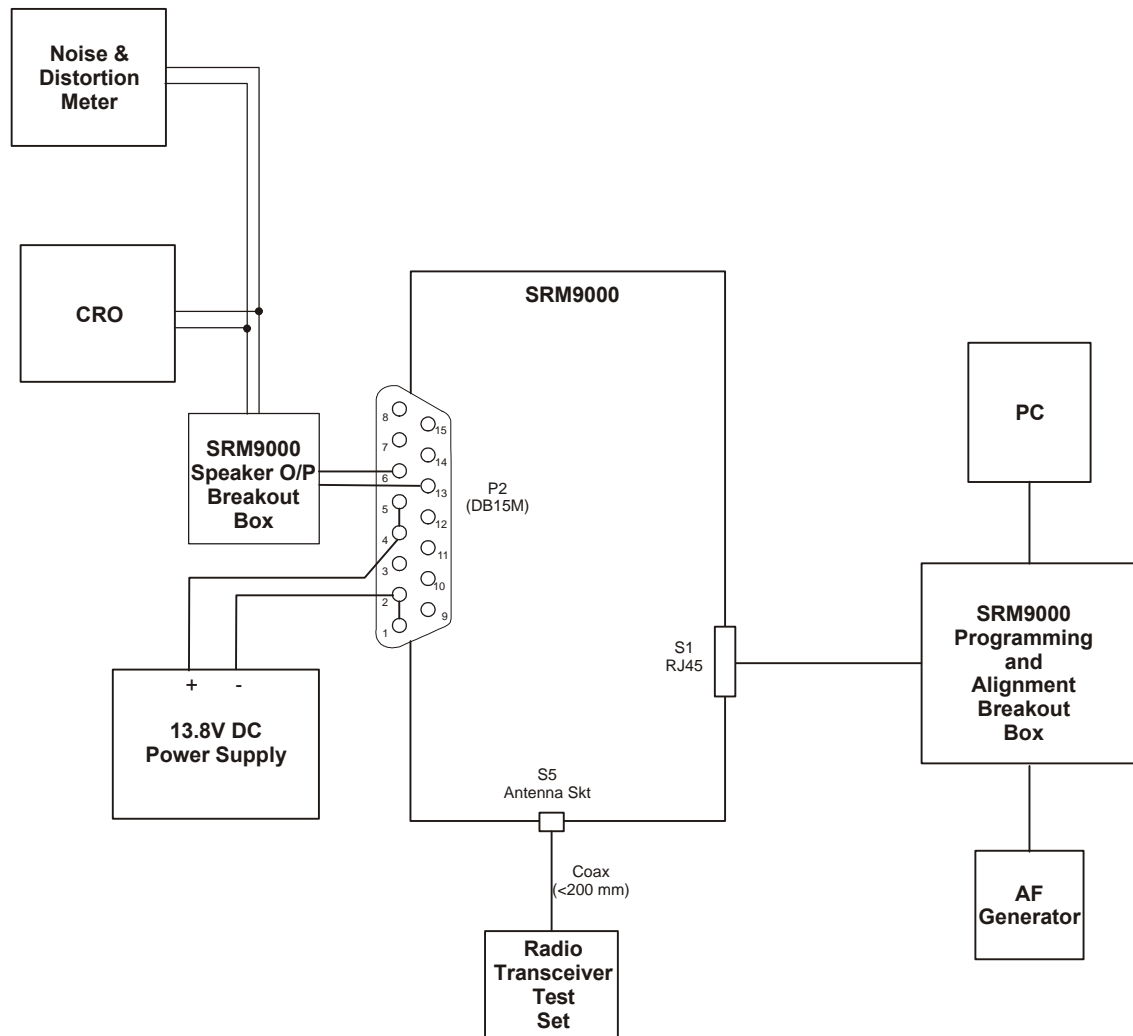 Noise &
Distortion
Meter
CRO
SRM9000
Speaker O/P
Breakout
Box
SRM9000
8
7
6
5
4
3
2
1
15
14
13
12
11
10
9
P2
(DB15M)
+ -
13.8V DC
Power Supply
S5
Antenna Skt
Coax
(<200 mm)
Radio
Transceiver
Test
Set
S1
RJ45
PC
SRM9000
Programming
and
Alignment
Breakout
Box
AF
Generator